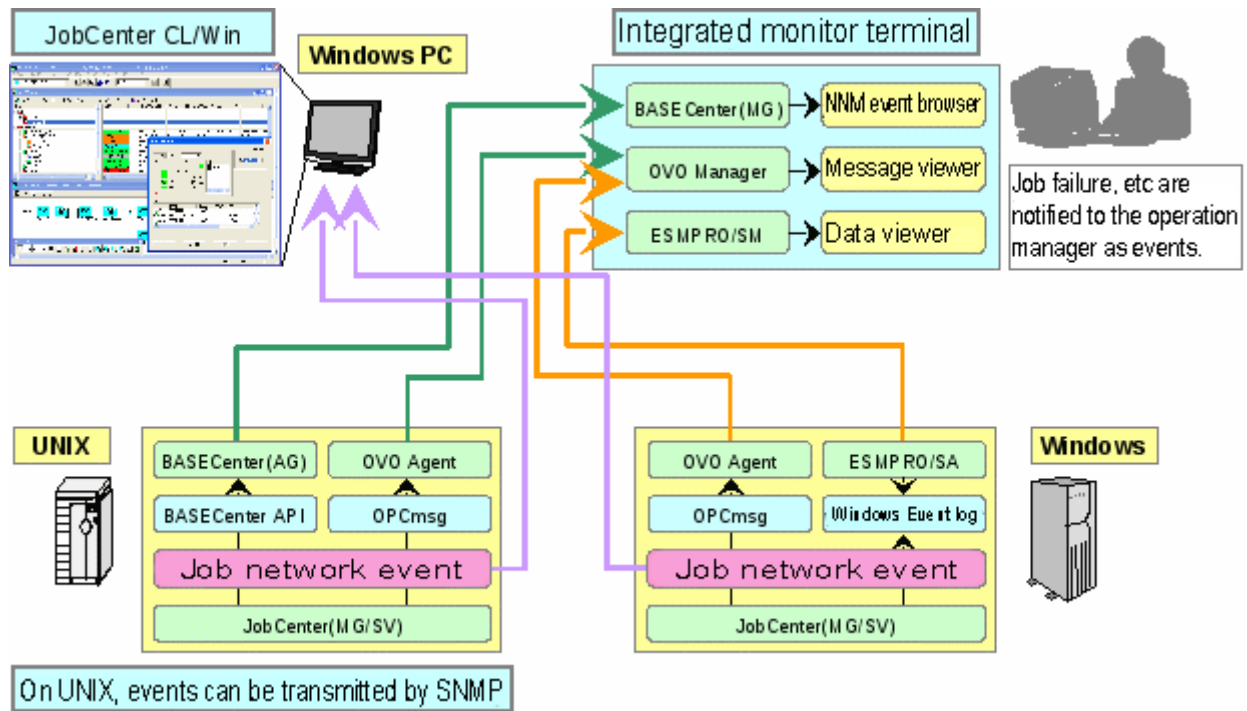 JobCenter CL/Win
Windows PC
Integrated monitor terminal
BASECenter(MG)
NNM event browser
OVO Manager
Message viewer
ESMPRO/SM
Data viewer
Job failure, etc are
notified to the operation
manager as events.
UNIX
BASECenter(AG)
OVO Agent
BASECenter API
OPCmsg
Job network event
JobCenter(MG/SV)
OVO Agent
ESMPRO/SA
OPCmsg
Windows Event log
Job network event
JobCenter(MG/SV)
Windows
On UNIX, events can be transmitted by SNMP